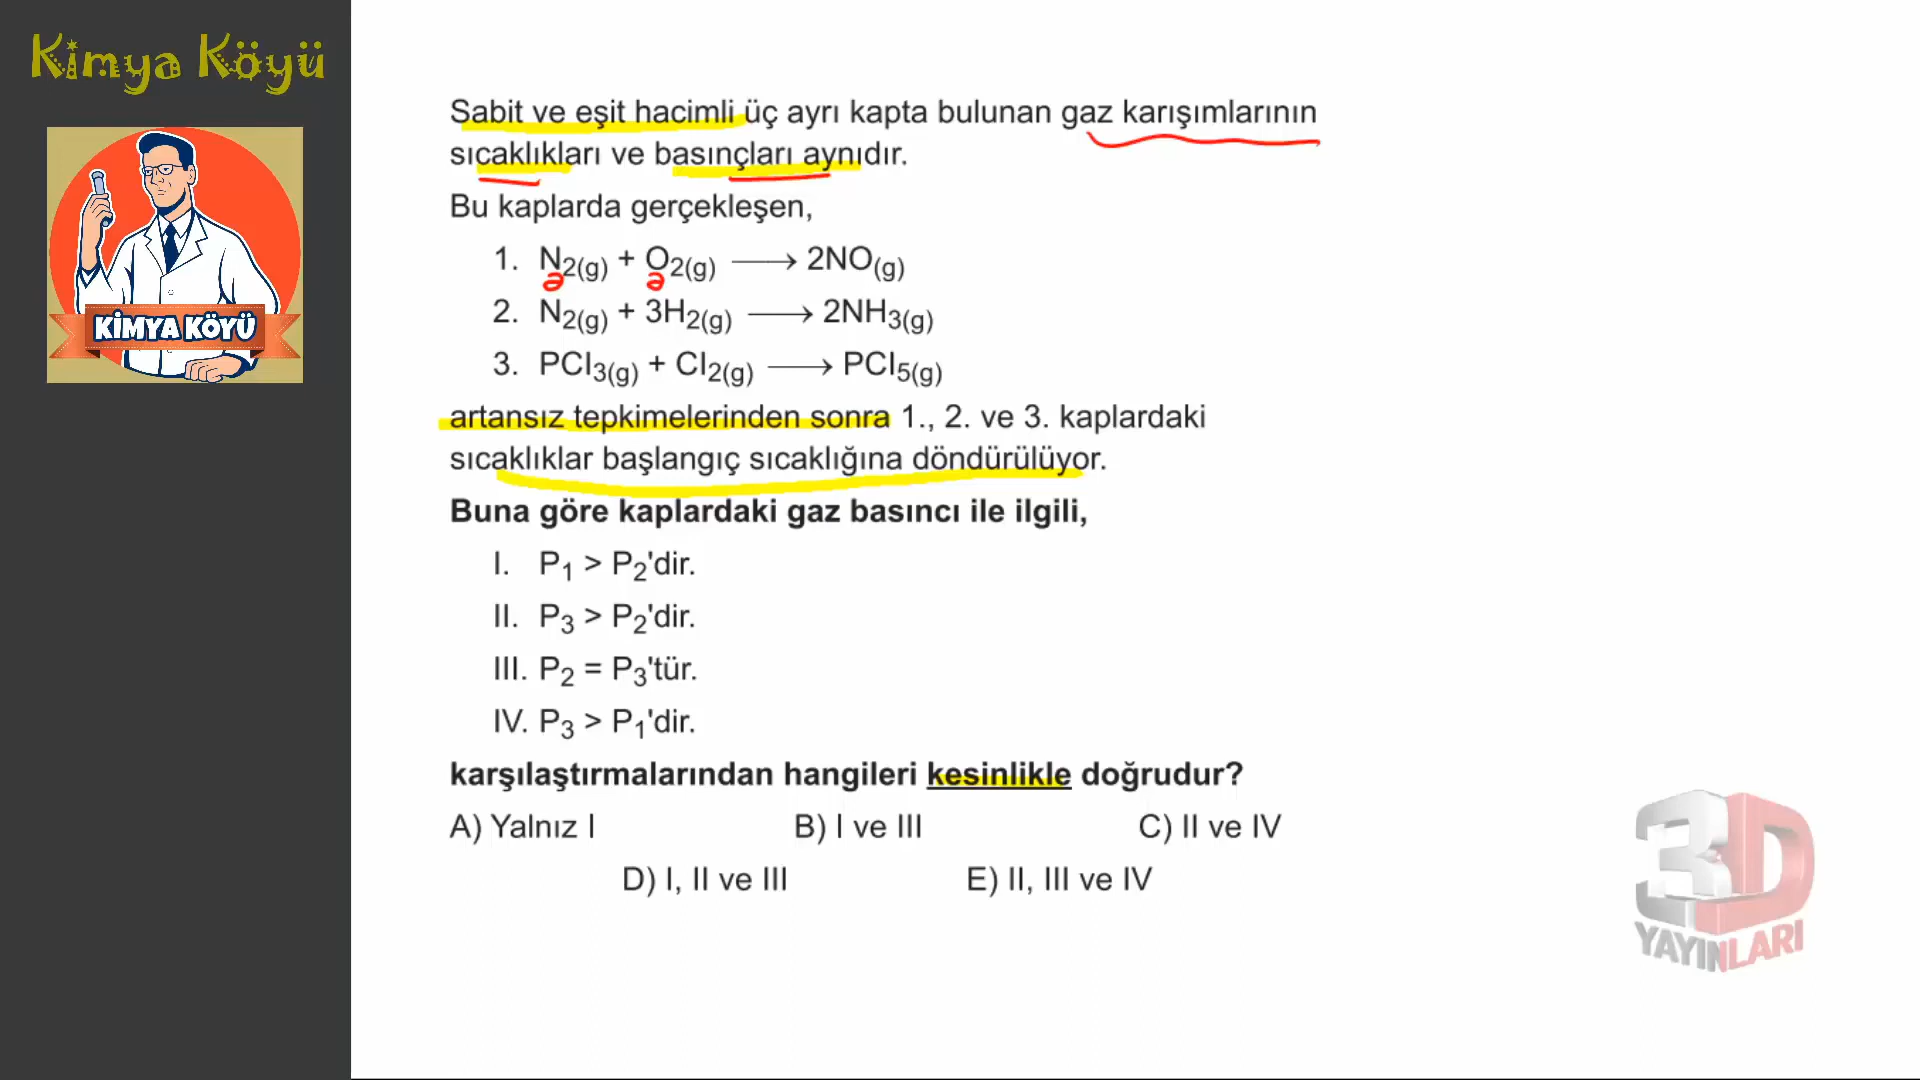 Kimya Köyü
KİMYA KÖYÜ
Sabit ve eşit hacimli üç ayrı kapta bulunan gaz karışımlarının
sıcaklıkları ve basınçları aynıdır.
Bu kaplarda gerçekleşen,
1. N2(g) + O2(g) ⟶ 2NO(g)
a a
2. N2(g) + 3H2(g) ⟶ 2NH3(g)
3. PCl3(g) + Cl2(g) ⟶ PCl5(g)
artansız tepkimelerinden sonra 1., 2. ve 3. kaplardaki
sıcaklıklar başlangıç sıcaklığına döndürülüyor.
Buna göre kaplardaki gaz basıncı ile ilgili,
I. P1 > P2'dir.
II. P3 > P2'dir.
III. P2 = P3'tür.
IV. P3 > P1'dir.
karşılaştırmalarından hangileri kesinlikle doğrudur?
A) Yalnız I B) I ve III C) II ve IV
D) I, II ve III E) II, III ve IV
3D
YAYINLARI